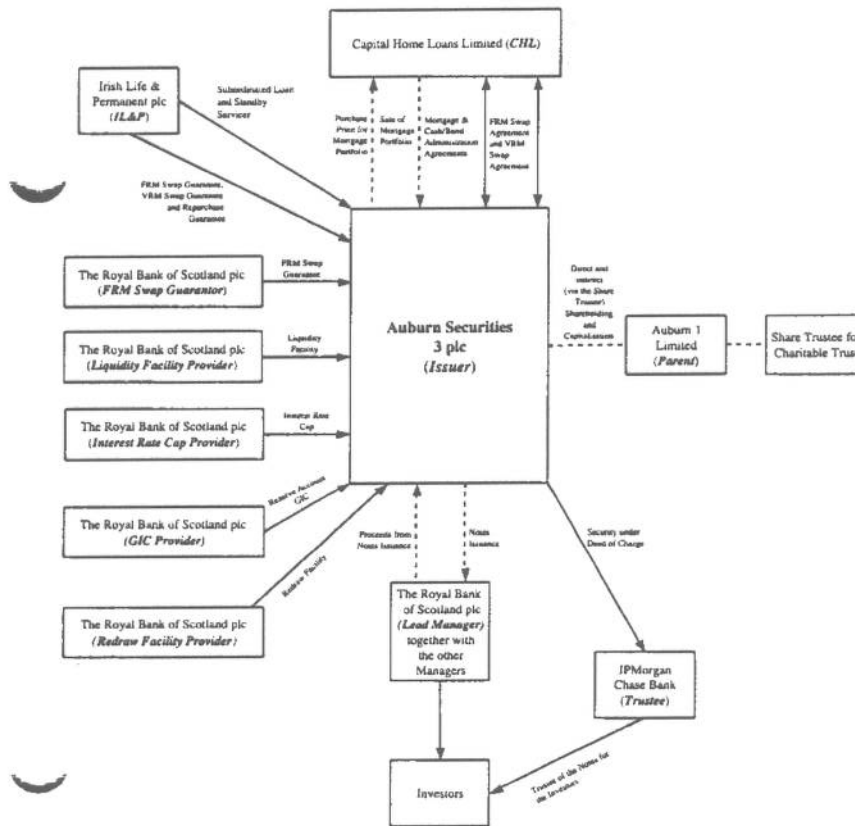 Capital Home Loans Limited (CHL)
Irish Life &
Permanent plc
(IL&P)
Subordinated Loan
and Standby
Servicer
Purchase
Price for
Mortgage
Portfolio
Sale of
Mortgage
Portfolio
Mortgage &
Cash/Bond
Administration
Agreements
FRM Swap
Agreement
and VRM
Swap
Agreement
FRM Swap Guarantee,
VRM Swap Guarantee
and Repurchase
Guarantee
The Royal Bank of Scotland plc
(FRM Swap Guarantor)
FRM Swap
Guarantee
The Royal Bank of Scotland plc
(Liquidity Facility Provider)
Liquidity
Facility
The Royal Bank of Scotland plc
(Interest Rate Cap Provider)
Interest Rate
Cap
The Royal Bank of Scotland plc
(GIC Provider)
Reserve Account
GIC
The Royal Bank of Scotland plc
(Redraw Facility Provider)
Redraw Facility
Auburn Securities
3 plc
(Issuer)
Direct and
indirect
(via the Share
Trustee)
Shareholding
and
Capitalisation
Auburn 1
Limited
(Parent)
Share Trustee for
Charitable Trust
Proceeds from
Notes Issuance
Notes
Issuance
Security under
Deed of Charge
The Royal Bank
of Scotland plc
(Lead Manager)
together with
the other
Managers
JPMorgan
Chase Bank
(Trustee)
Investors
Trustee of the Notes for
the Investors